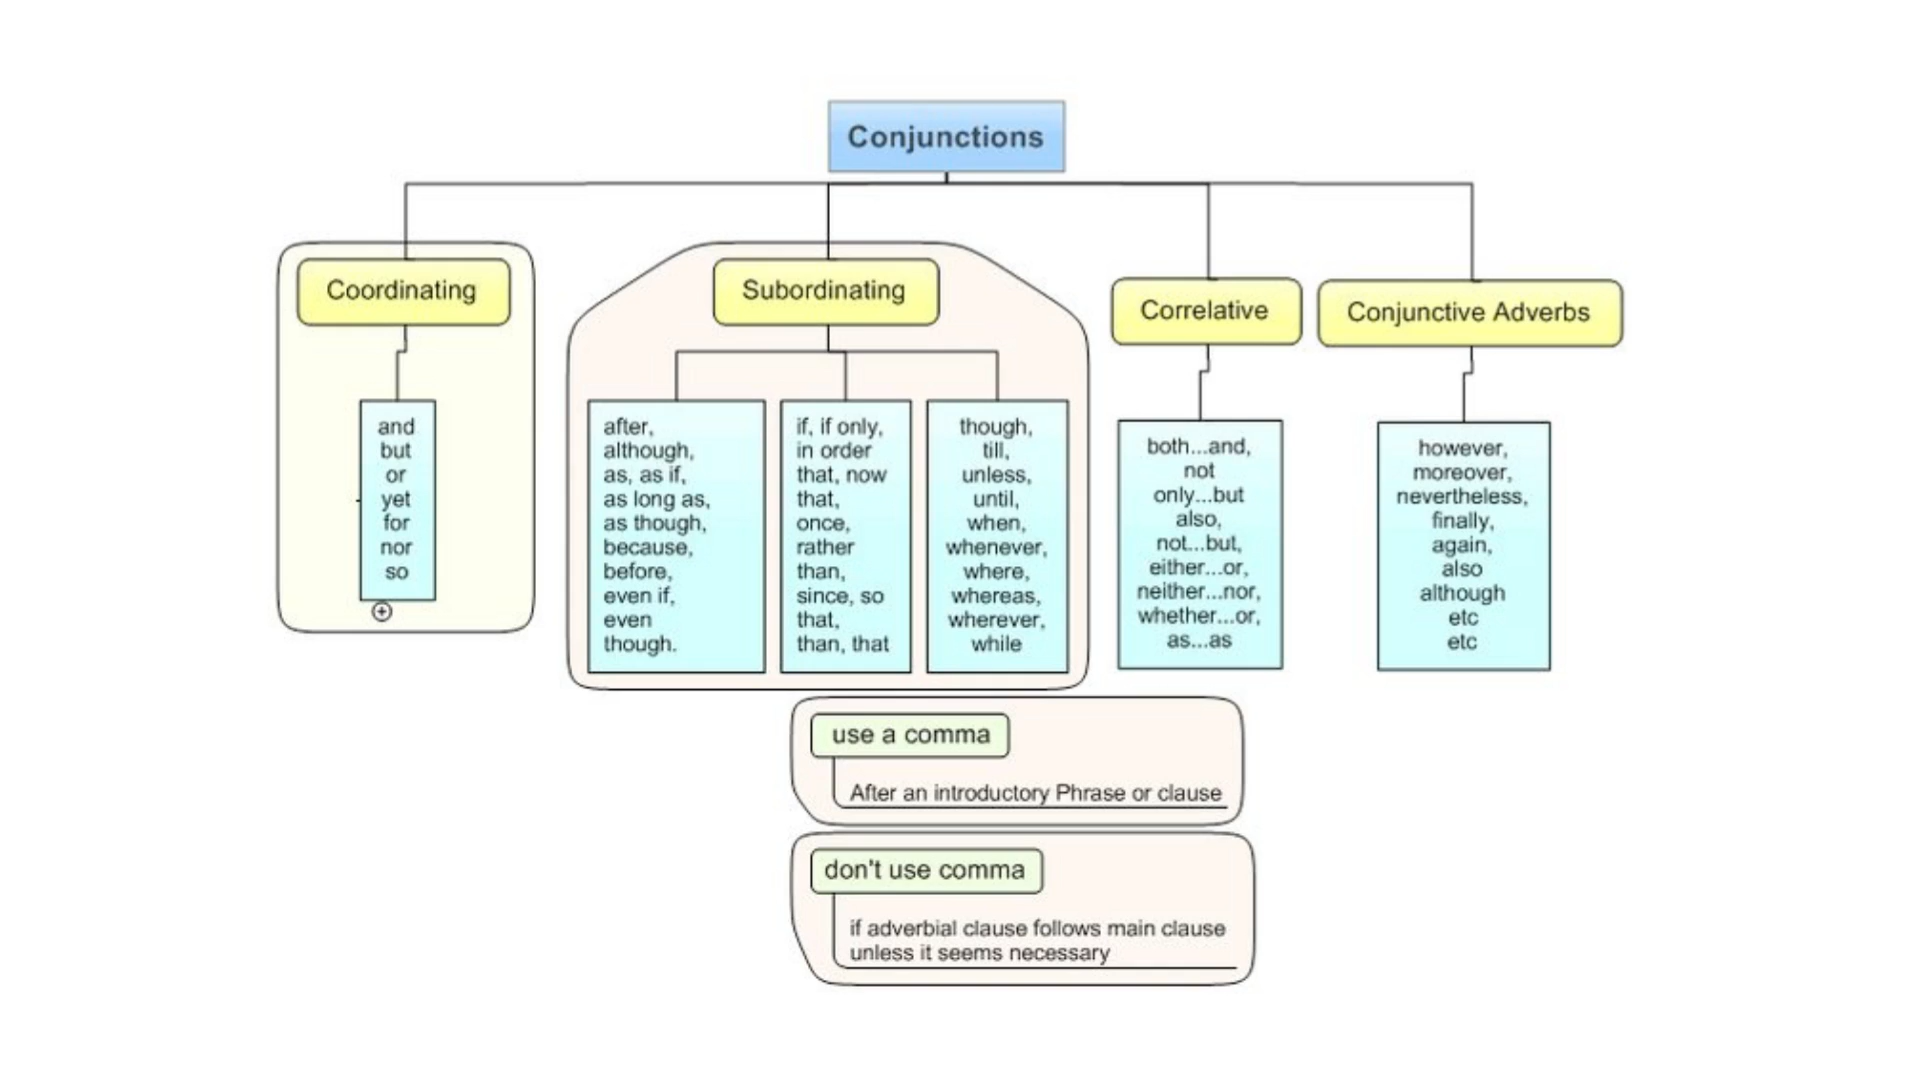 Conjunctions
Coordinating
and
but
or
yet
for
nor
so
Subordinating
after,
although,
as, as if,
as long as,
as though,
because,
before,
even if,
even
though.
if, if only,
in order
that, now
that,
once,
rather
than,
since, so
that,
than, that
though,
till,
unless,
until,
when,
whenever,
where,
whereas,
wherever,
while
Correlative
both...and,
not
only...but
also,
not...but,
either...or,
neither...nor,
whether...or,
as...as
Conjunctive Adverbs
however,
moreover,
nevertheless,
finally,
again,
also
although
etc
etc
use a comma
After an introductory Phrase or clause
don't use comma
if adverbial clause follows main clause
unless it seems necessary